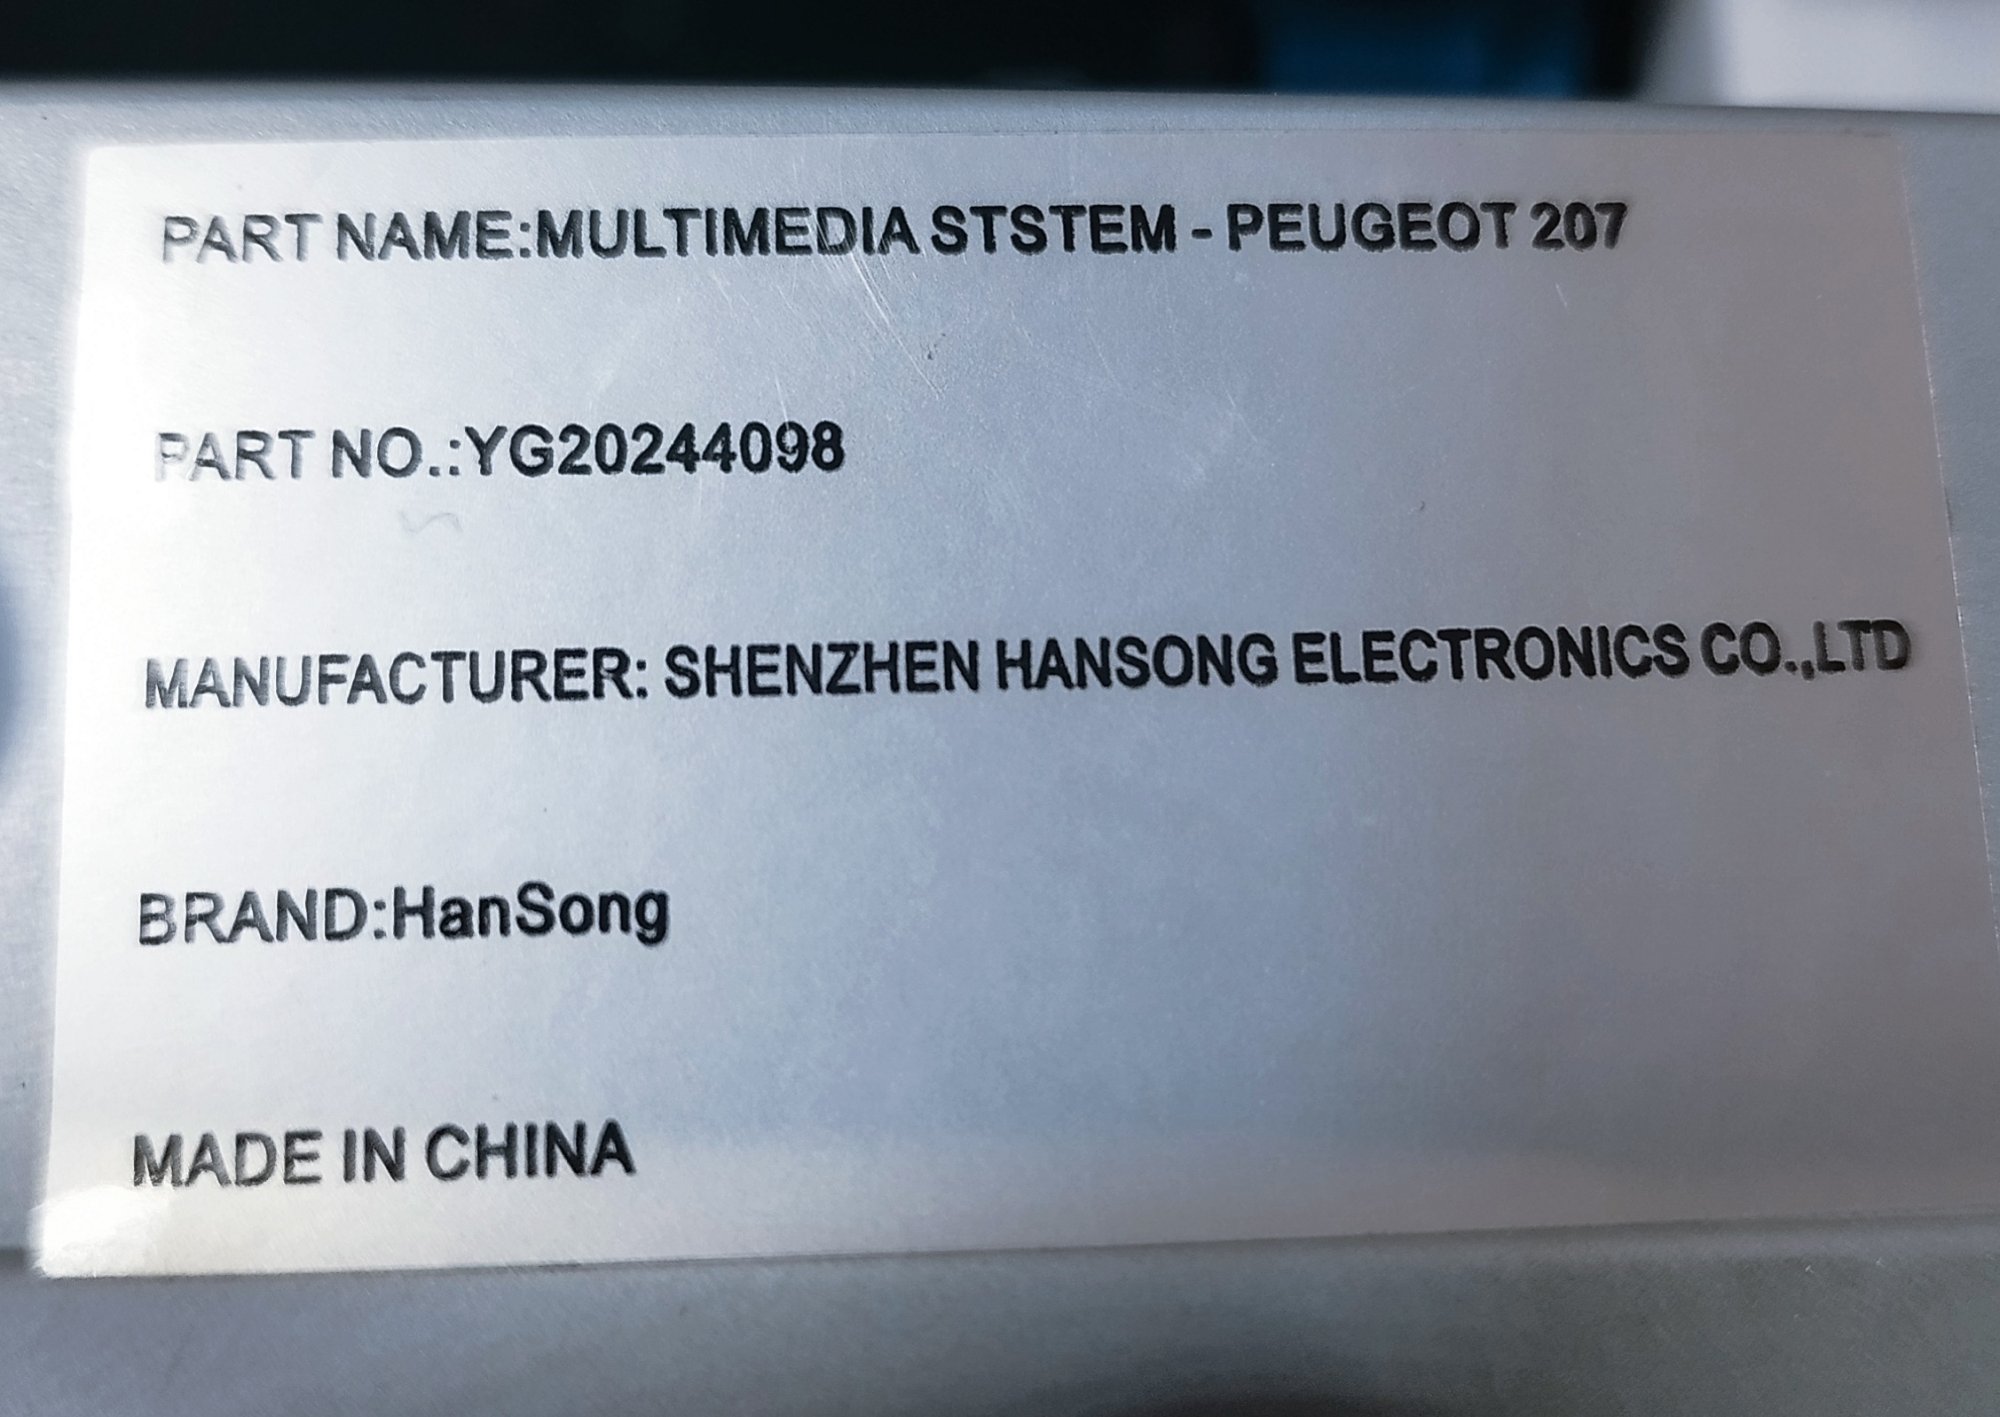 PART NAME:MULTIMEDIA STSTEM - PEUGEOT 207
PART NO.:YG20244098
MANUFACTURER: SHENZHEN HANSONG ELECTRONICS CO.,LTD
BRAND:HanSong
MADE IN CHINA